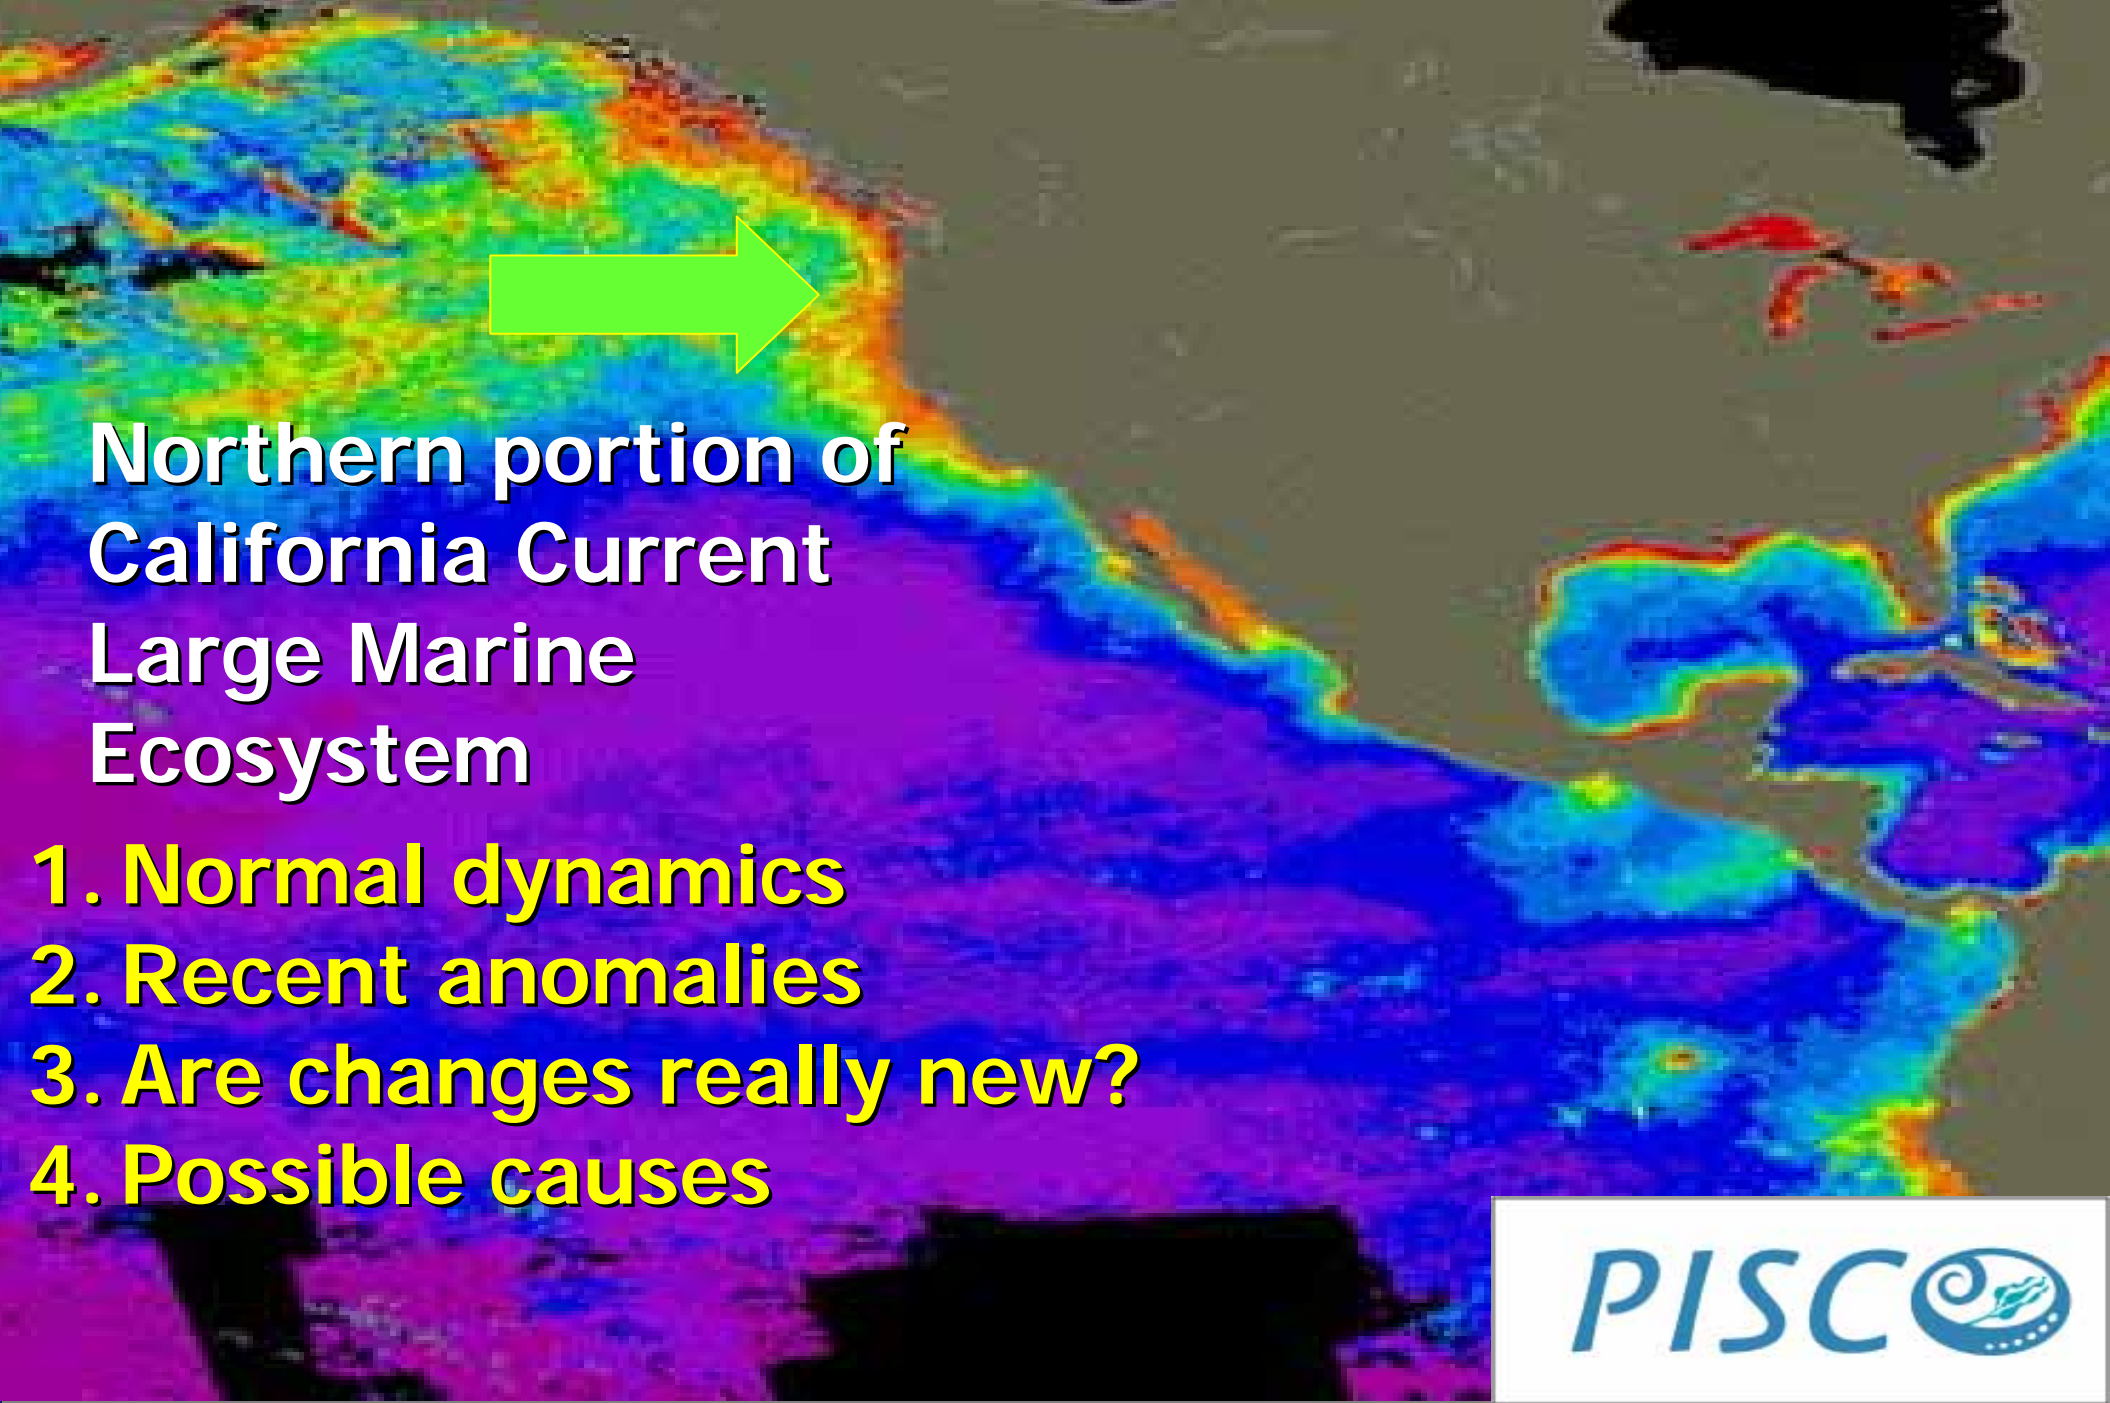 Northern portion of
California Current
Large Marine
Ecosystem
1. Normal dynamics
2. Recent anomalies
3. Are changes really new?
4. Possible causes
PISCO